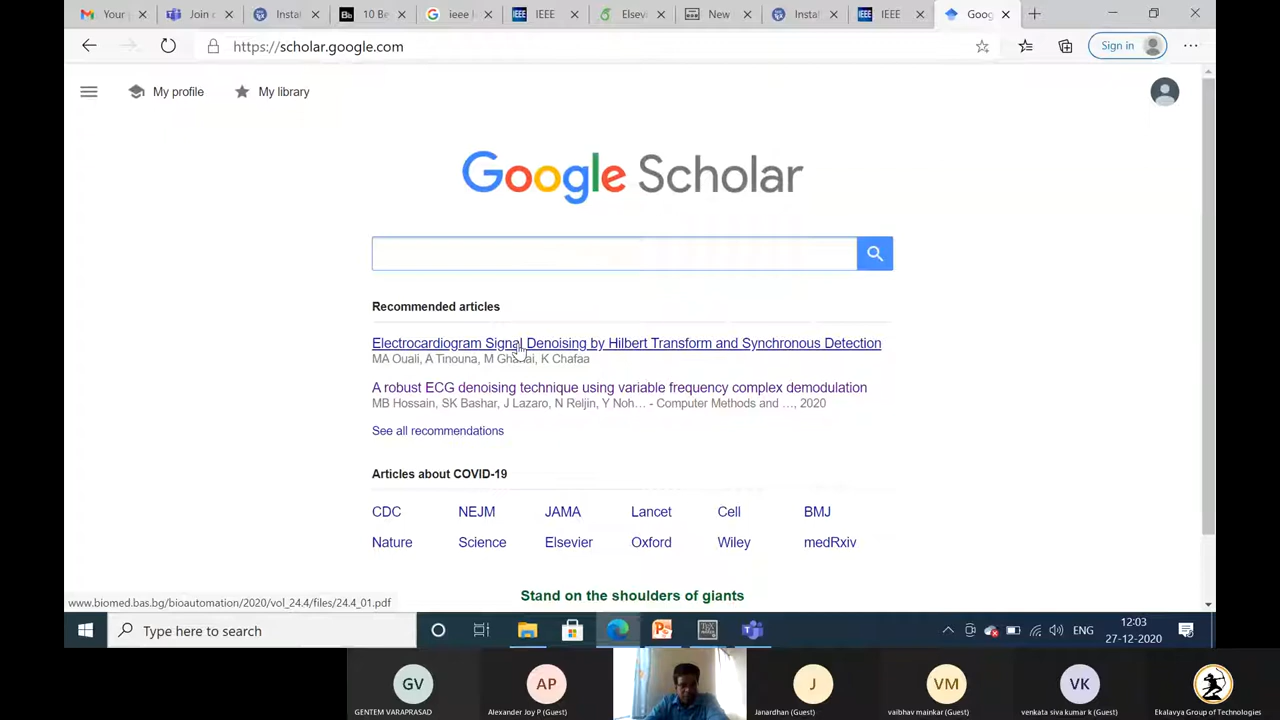 Your p
Join c
Instal
10 Be
ieee l
IEEE
Elsev
New
Instal
IEEE
Goog
https://scholar.google.com
Sign in
My profile
My library
Google Scholar
Recommended articles
Electrocardiogram Signal Denoising by Hilbert Transform and Synchronous Detection
MA Ouali, A Tinouna, M Ghanai, K Chafaa
A robust ECG denoising technique using variable frequency complex demodulation
MB Hossain, SK Bashar, J Lazaro, N Reljin, Y Noh… - Computer Methods and …, 2020
See all recommendations
Articles about COVID-19
CDC NEJM JAMA Lancet Cell BMJ
Nature Science Elsevier Oxford Wiley medRxiv
Stand on the shoulders of giants
www.biomed.bas.bg/bioautomation/2020/vol_24.4/files/24.4_01.pdf
Type here to search
ENG
12:03
27-12-2020
GV AP J VM VK
GENTEM VARAPRASAD Alexander Joy P (Guest) Janardhan (Guest) vaibhav mainkar (Guest) venkata siva kumar k (Guest) Ekalavya Group of Technologies